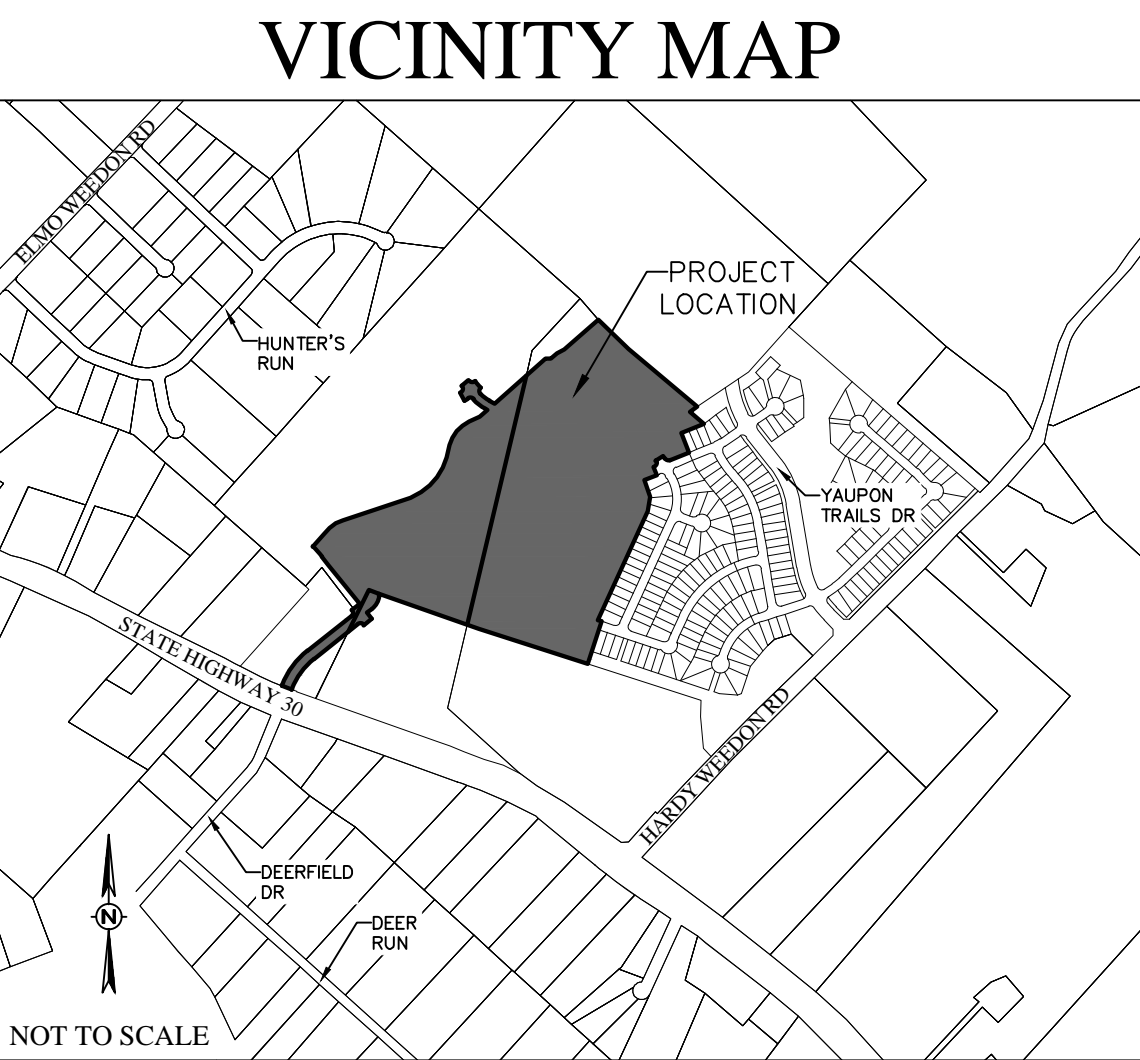 VICINITY MAP
ELMO WEEDON RD
PROJECT
LOCATION
HUNTER'S
RUN
YAUPON
TRAILS DR
STATE HIGHWAY 30
HARDY WEEDON RD
DEERFIELD
DR
DEER
RUN
N
NOT TO SCALE